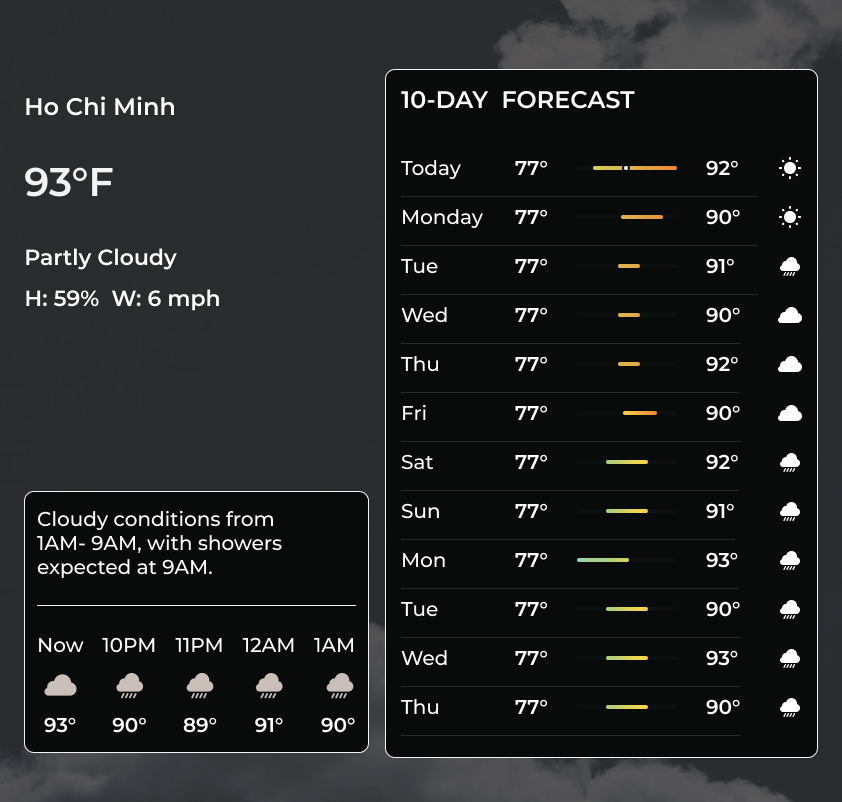 Ho Chi Minh
93°F
Partly Cloudy
H: 59% W: 6 mph
Cloudy conditions from
1AM- 9AM, with showers
expected at 9AM.
Now 10PM 11PM 12AM 1AM
93° 90° 89° 91° 90°
10-DAY FORECAST
Today 77° 92°
Monday 77° 90°
Tue 77° 91°
Wed 77° 90°
Thu 77° 92°
Fri 77° 90°
Sat 77° 92°
Sun 77° 91°
Mon 77° 93°
Tue 77° 90°
Wed 77° 93°
Thu 77° 90°